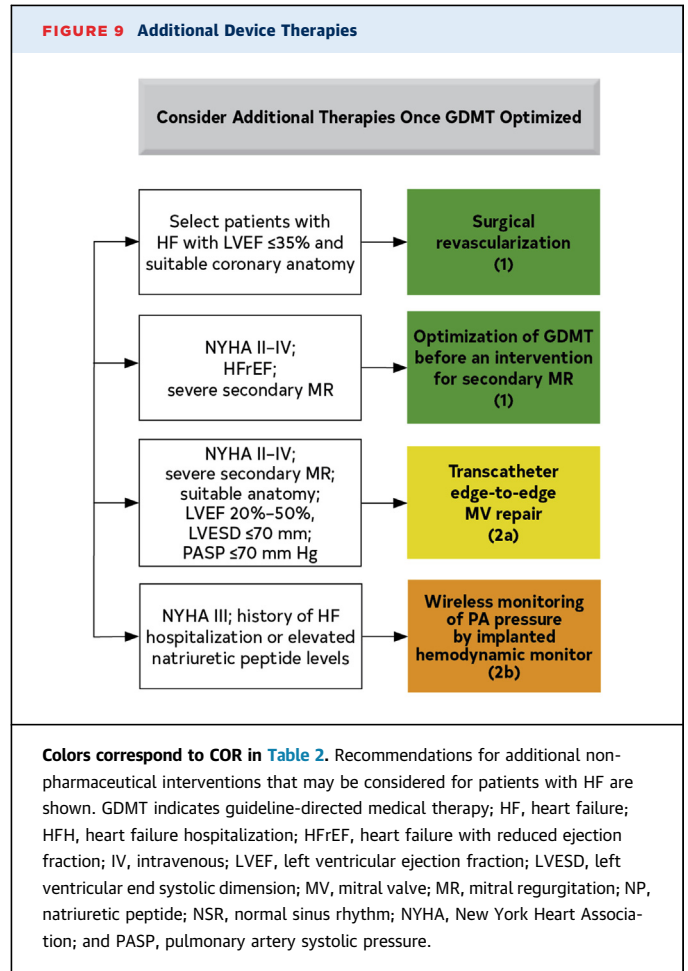 FIGURE 9 Additional Device Therapies
Consider Additional Therapies Once GDMT Optimized
Select patients with
HF with LVEF ≤35% and
suitable coronary anatomy
Surgical
revascularization
(1)
NYHA II–IV;
HFrEF;
severe secondary MR
Optimization of GDMT
before an intervention
for secondary MR
(1)
NYHA II–IV;
severe secondary MR;
suitable anatomy;
LVEF 20%–50%,
LVESD ≤70 mm;
PASP ≤70 mm Hg
Transcatheter
edge-to-edge
MV repair
(2a)
NYHA III; history of HF
hospitalization or elevated
natriuretic peptide levels
Wireless monitoring
of PA pressure
by implanted
hemodynamic monitor
(2b)
Colors correspond to COR in Table 2. Recommendations for additional non-
pharmaceutical interventions that may be considered for patients with HF are
shown. GDMT indicates guideline-directed medical therapy; HF, heart failure;
HFH, heart failure hospitalization; HFrEF, heart failure with reduced ejection
fraction; IV, intravenous; LVEF, left ventricular ejection fraction; LVESD, left
ventricular end systolic dimension; MV, mitral valve; MR, mitral regurgitation; NP,
natriuretic peptide; NSR, normal sinus rhythm; NYHA, New York Heart Associa-
tion; and PASP, pulmonary artery systolic pressure.